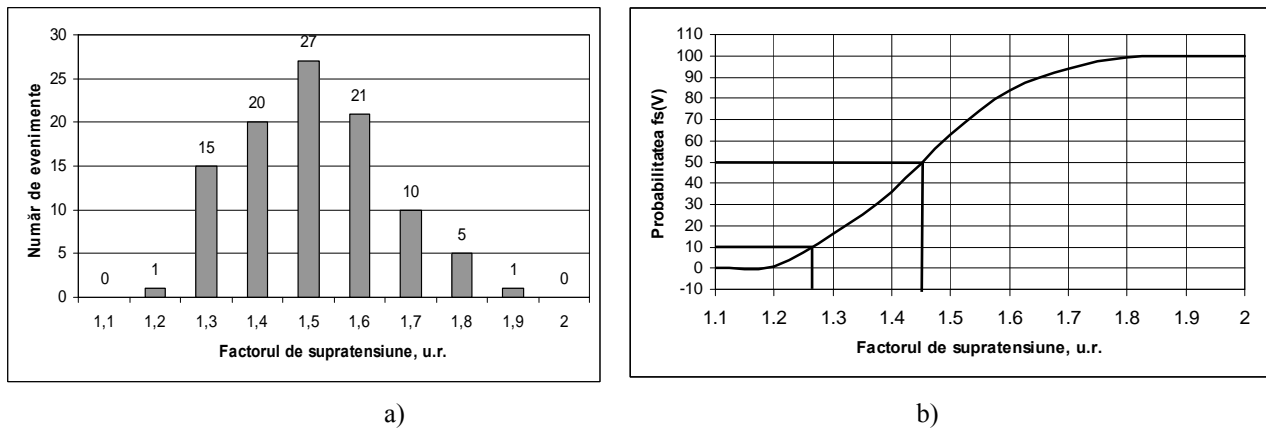 Număr de evenimente
30
25
20
15
10
5
0
0 1 15 20 27 21 10 5 1 0
1,1 1,2 1,3 1,4 1,5 1,6 1,7 1,8 1,9 2
Factorul de supratensiune, u.r.
a)
Probabilitatea fs(V)
110
100
90
80
70
60
50
40
30
20
10
0
-10
1.1 1.2 1.3 1.4 1.5 1.6 1.7 1.8 1.9 2
Factorul de supratensiune, u.r.
b)